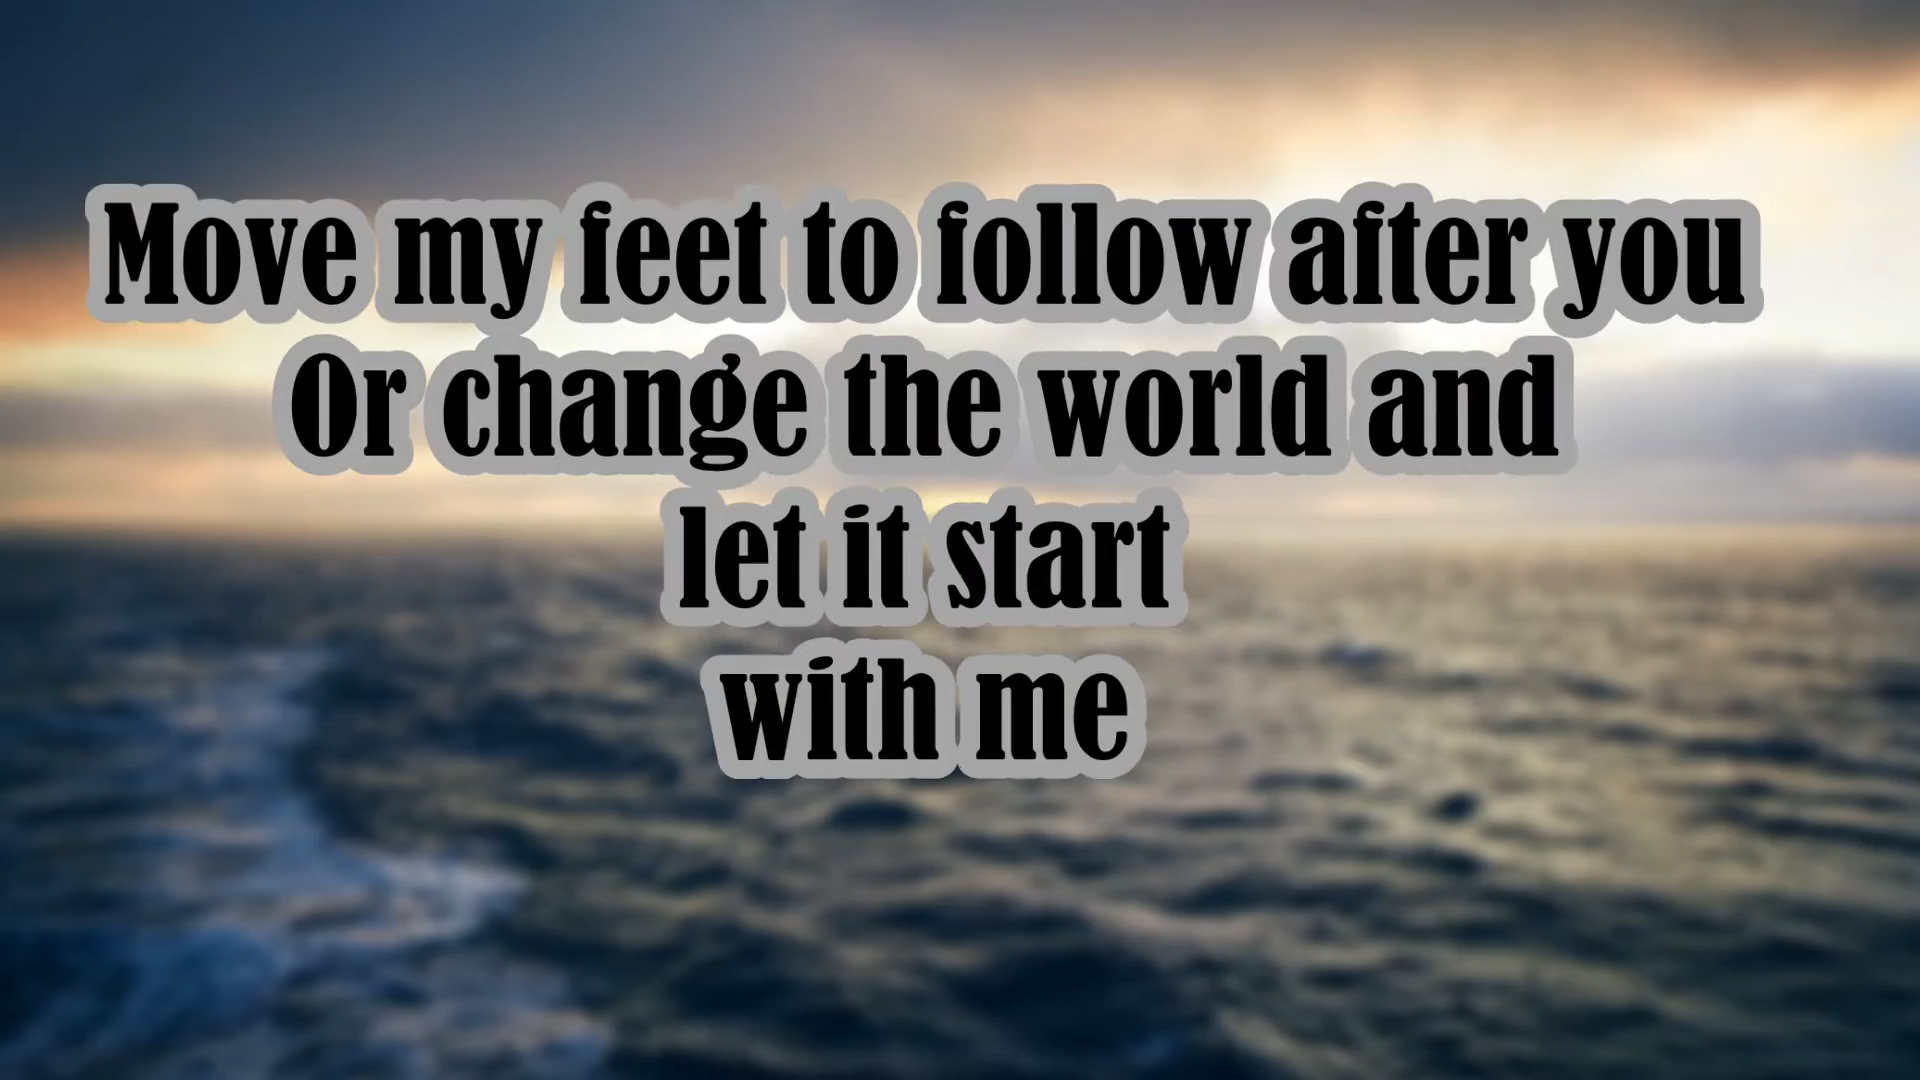 Move my feet to follow after you
Or change the world and
let it start
with me